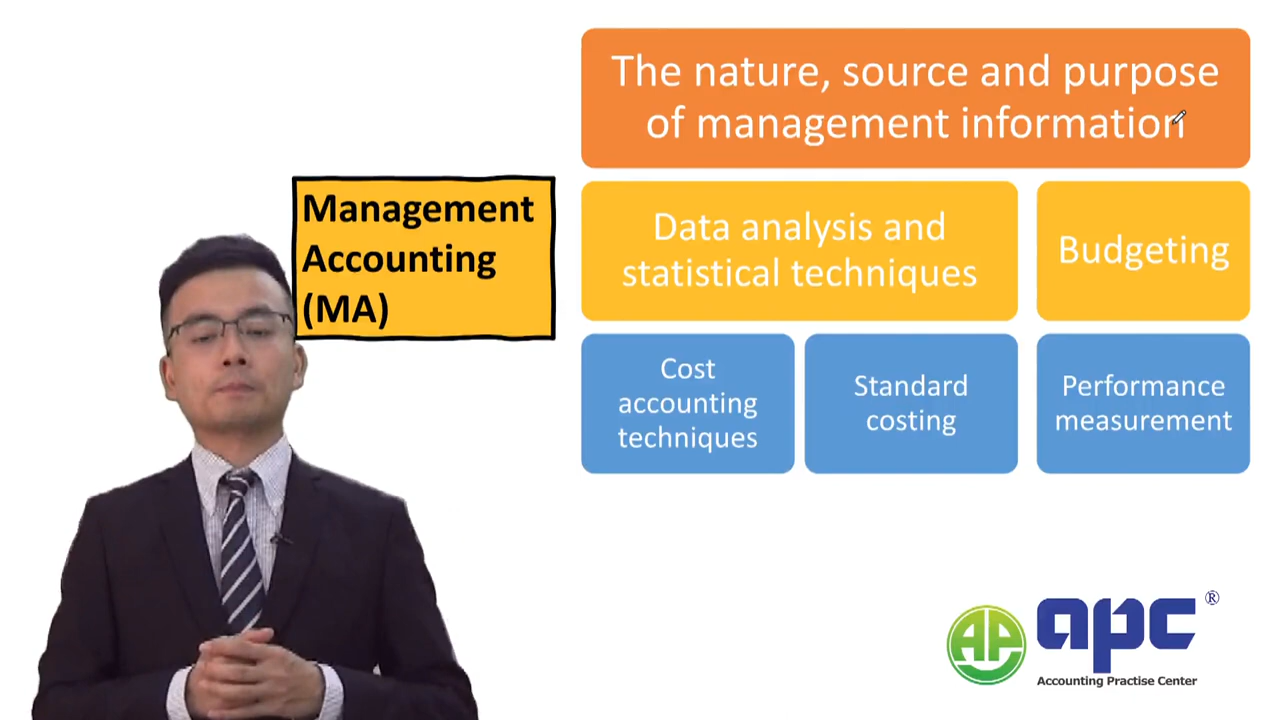 The nature, source and purpose
of management information
Management
Accounting
(MA)
Data analysis and
statistical techniques
Budgeting
Cost
accounting
techniques
Standard
costing
Performance
measurement
AP
apc ®
Accounting Practise Center